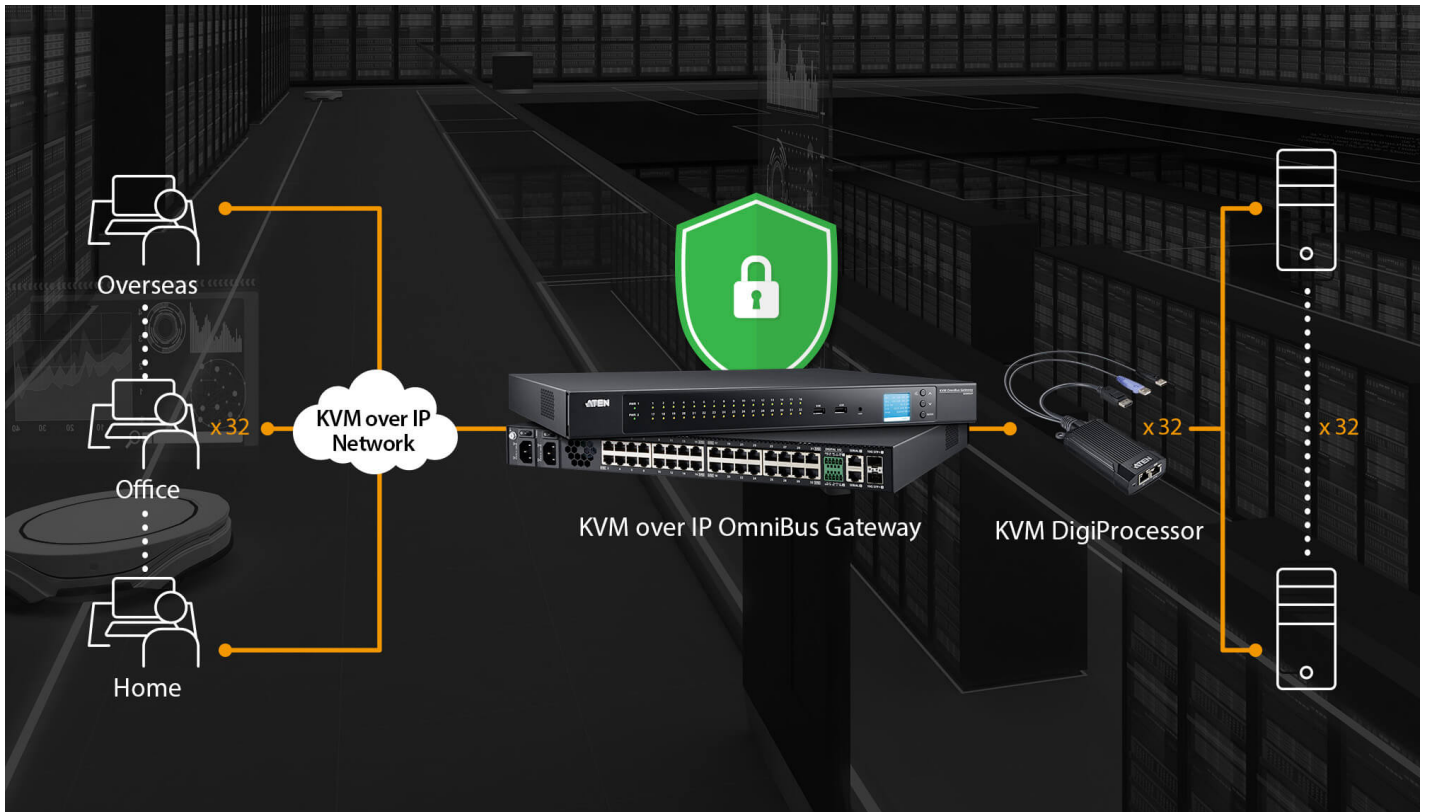 Overseas
Office
Home
x 32
KVM over IP
Network
ATEN
KVM over IP OmniBus Gateway
ATEN
KVM DigiProcessor
x 32
x 32